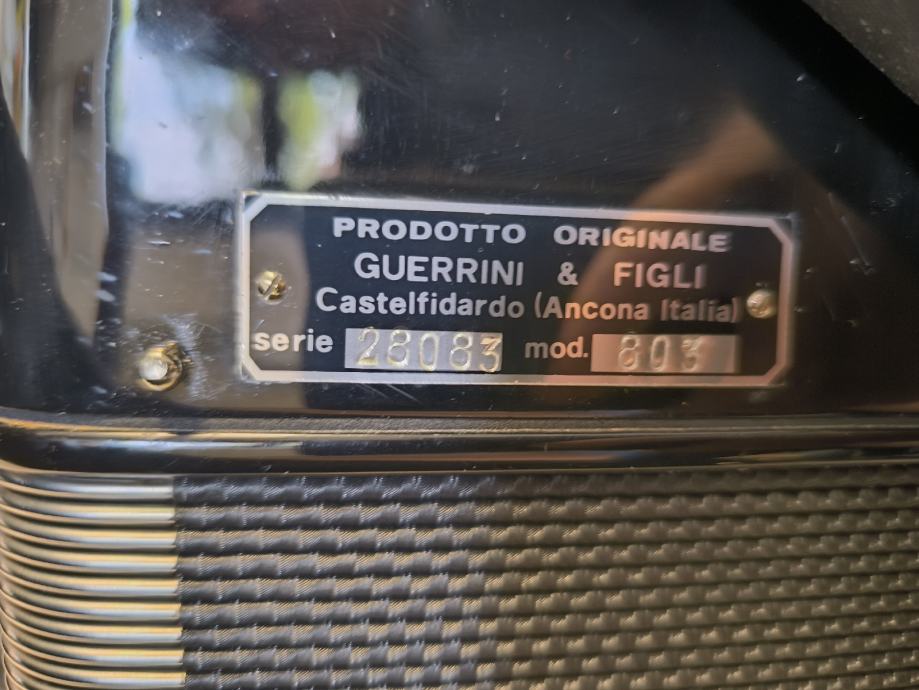 PRODOTTO ORIGINALE
GUERRINI & FIGLI
Castelfidardo (Ancona Italia)
serie 28083 mod. 803